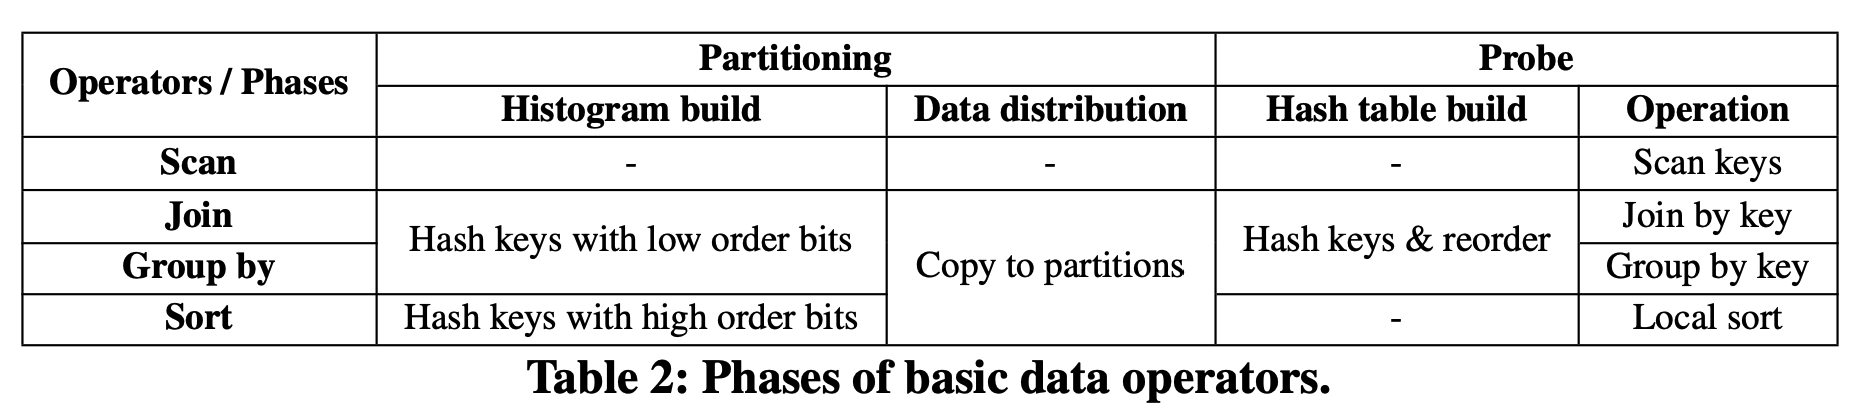 Operators / Phases Partitioning Probe
Histogram build Data distribution Hash table build Operation
Scan - - - Scan keys
Join Hash keys with low order bits Copy to partitions Hash keys & reorder Join by key
Group by Group by key
Sort Hash keys with high order bits - Local sort
Table 2: Phases of basic data operators.